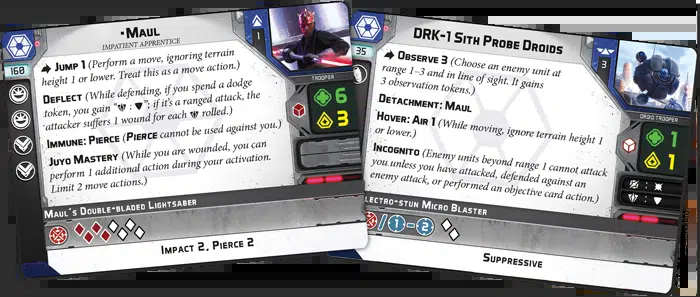 •Maul
IMPATIENT APPRENTICE
160
1
Jump 1 (Perform a move, ignoring terrain
height 1 or lower. Treat this as a move action.)
Deflect (While defending, if you spend a dodge
token, you gain " : "; if it's a ranged attack, the
attacker suffers 1 wound for each rolled.)
Immune: Pierce (Pierce cannot be used against you.)
Juyo Mastery (While you are wounded, you can
perform 1 additional action during your activation.
Limit 2 move actions.)
TROOPER
6
3
Maul's Double-bladed Lightsaber
Impact 2, Pierce 2
DRK-1 Sith Probe Droids
35
3
Observe 3 (Choose an enemy unit at
range 1–3 and in line of sight. It gains
3 observation tokens.)
Detachment: Maul
Hover: Air 1 (While moving, ignore terrain height 1
or lower.)
Incognito (Enemy units beyond range 1 cannot attack
you unless you have attacked, defended against an
enemy attack, or performed an objective card action.)
DROID TROOPER
1
1
lectro-stun Micro Blaster
/ 1 - 2
Suppressive